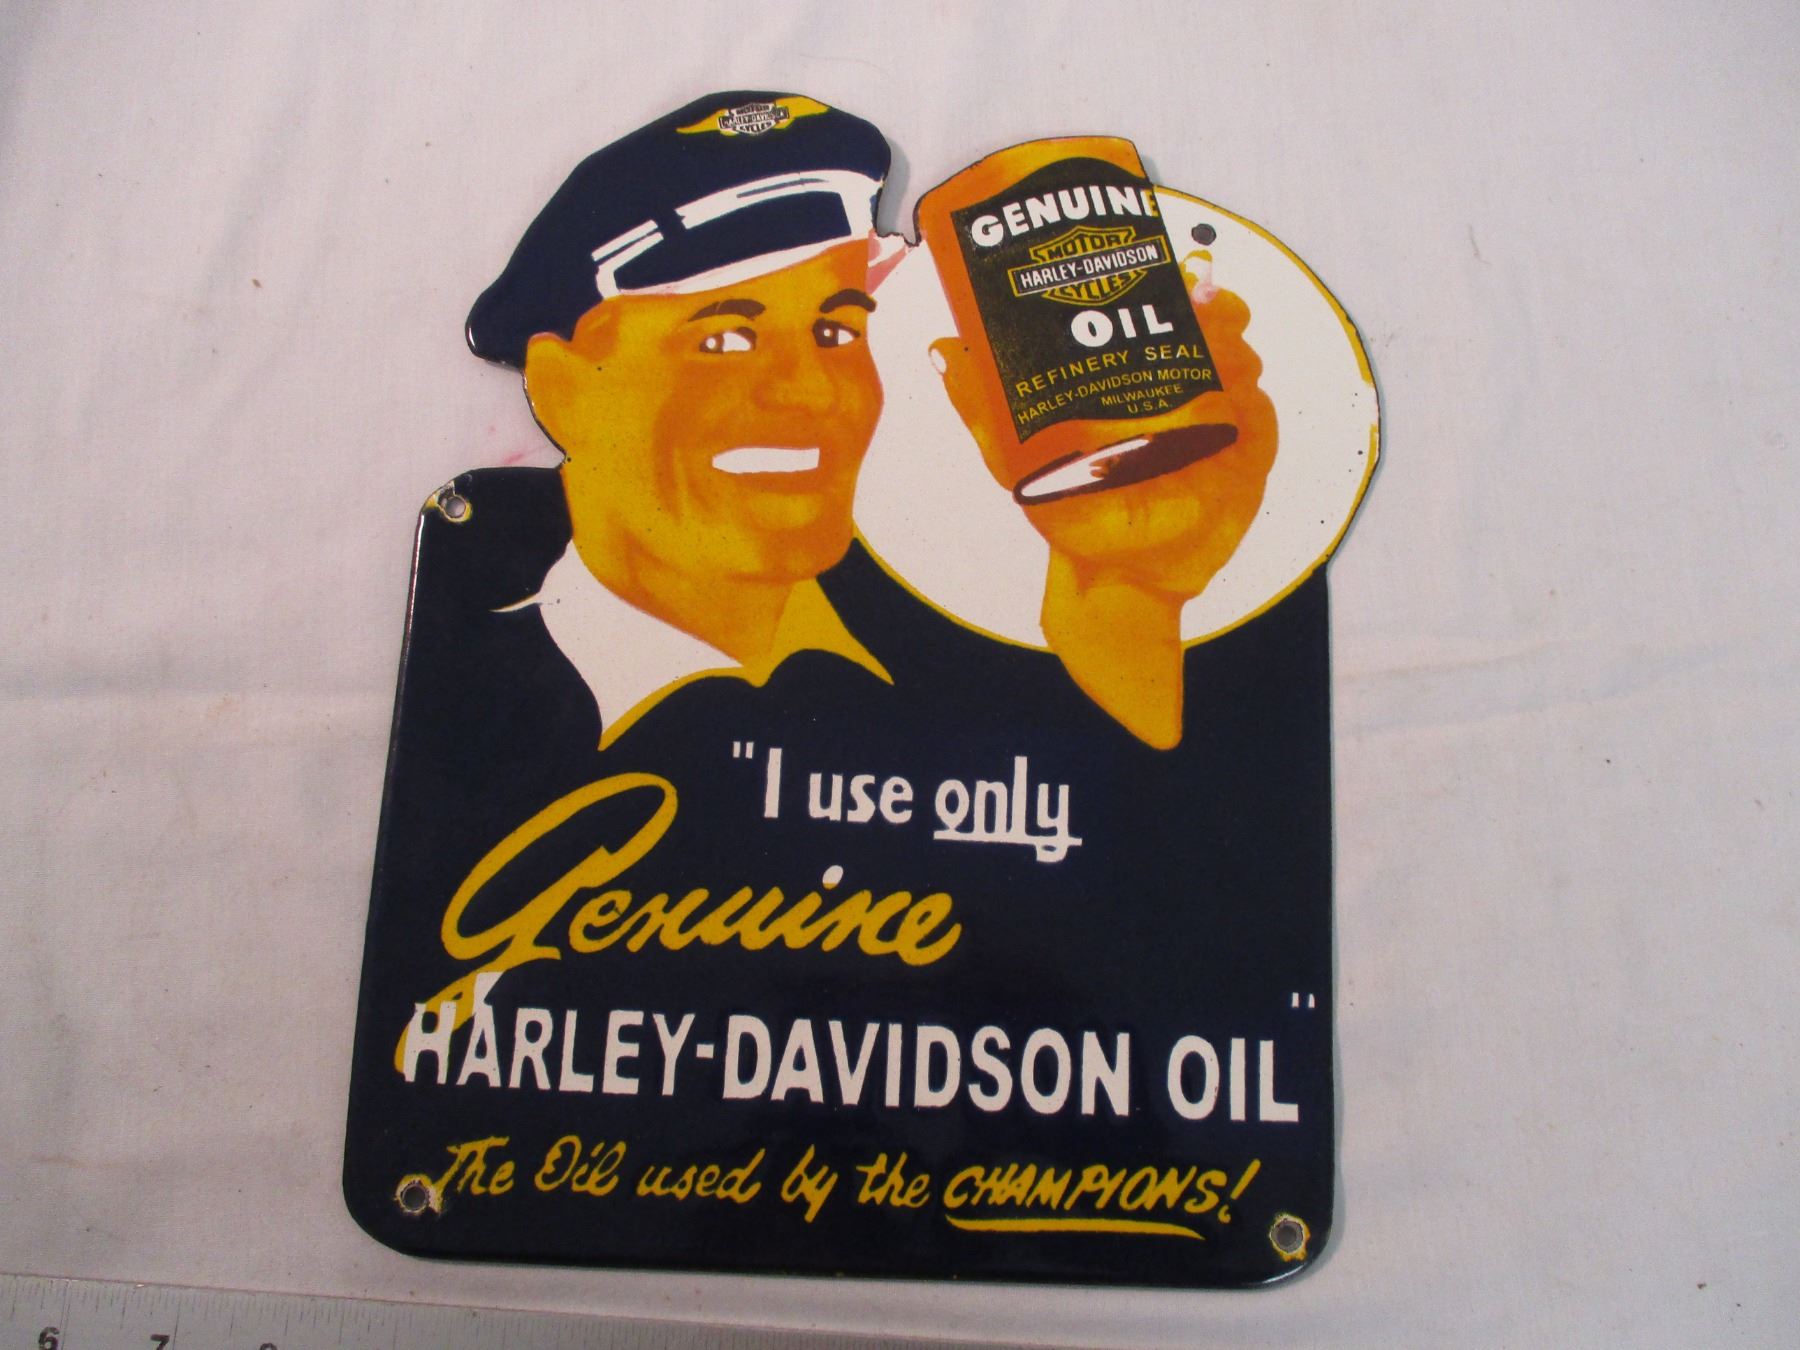 MOTOR
HARLEY-DAVIDSON
CYCLES
GENUINE
MOTOR
HARLEY-DAVIDSON
CYCLES
OIL
REFINERY SEAL
HARLEY-DAVIDSON MOTOR
MILWAUKEE
U.S.A.
"I use only
Genuine
HARLEY-DAVIDSON OIL"
The Oil used by the CHAMPIONS!
6 7